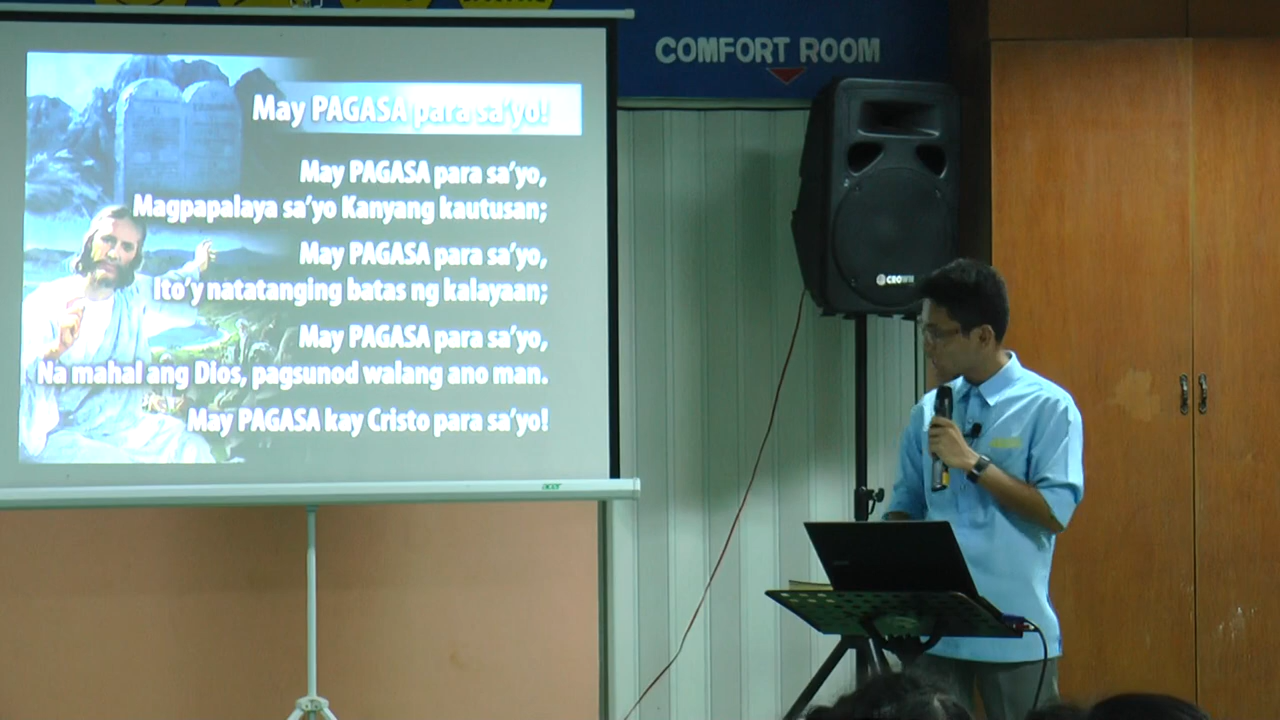 COMFORT ROOM
May PAGASA para sa'yo!
May PAGASA para sa'yo,
Magpapalaya sa'yo Kanyang kautusan;
May PAGASA para sa'yo,
Ito'y natatanging batas ng kalayaan;
May PAGASA para sa'yo,
Na mahal ang Dios, pagsunod walang ano man.
May PAGASA kay Cristo para sa'yo!
acer